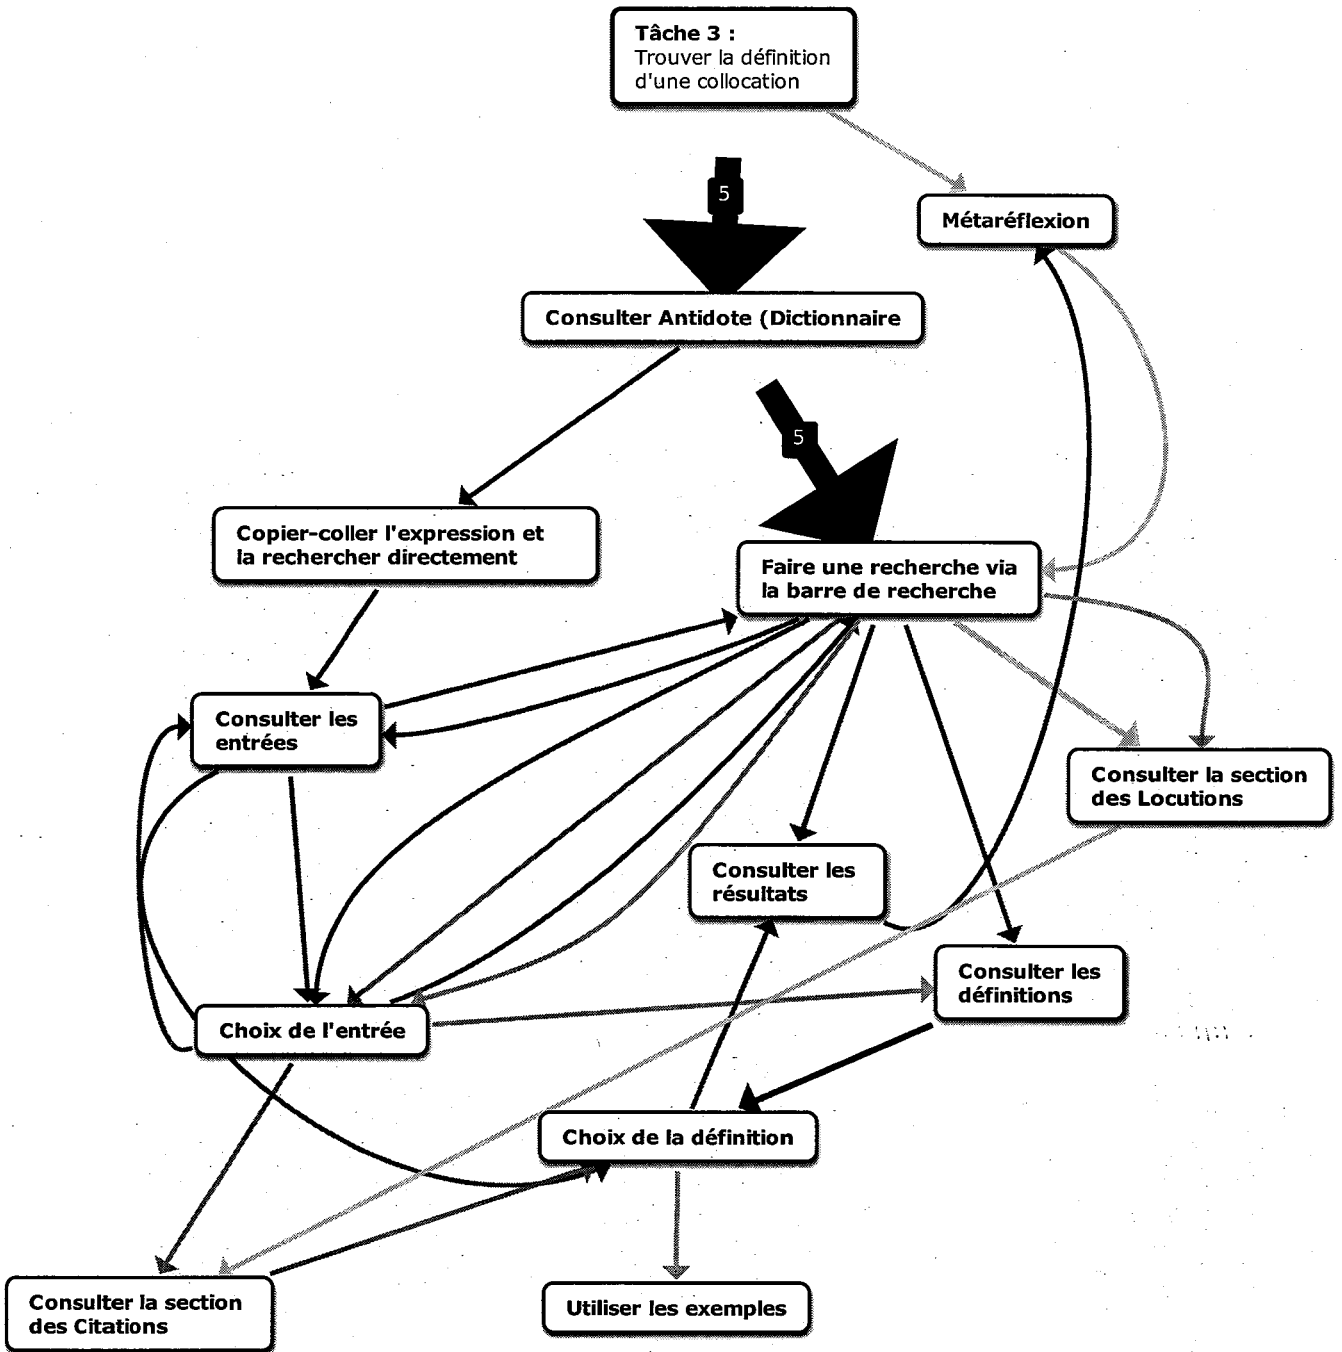 Tâche 3 :
Trouver la définition
d'une collocation
5
Métaréflexion
Consulter Antidote (Dictionnaire
5
Copier-coller l'expression et
la rechercher directement
Faire une recherche via
la barre de recherche
Consulter les
entrées
Consulter la section
des Locutions
Consulter les
résultats
Consulter les
définitions
Choix de l'entrée
Choix de la définition
Consulter la section
des Citations
Utiliser les exemples